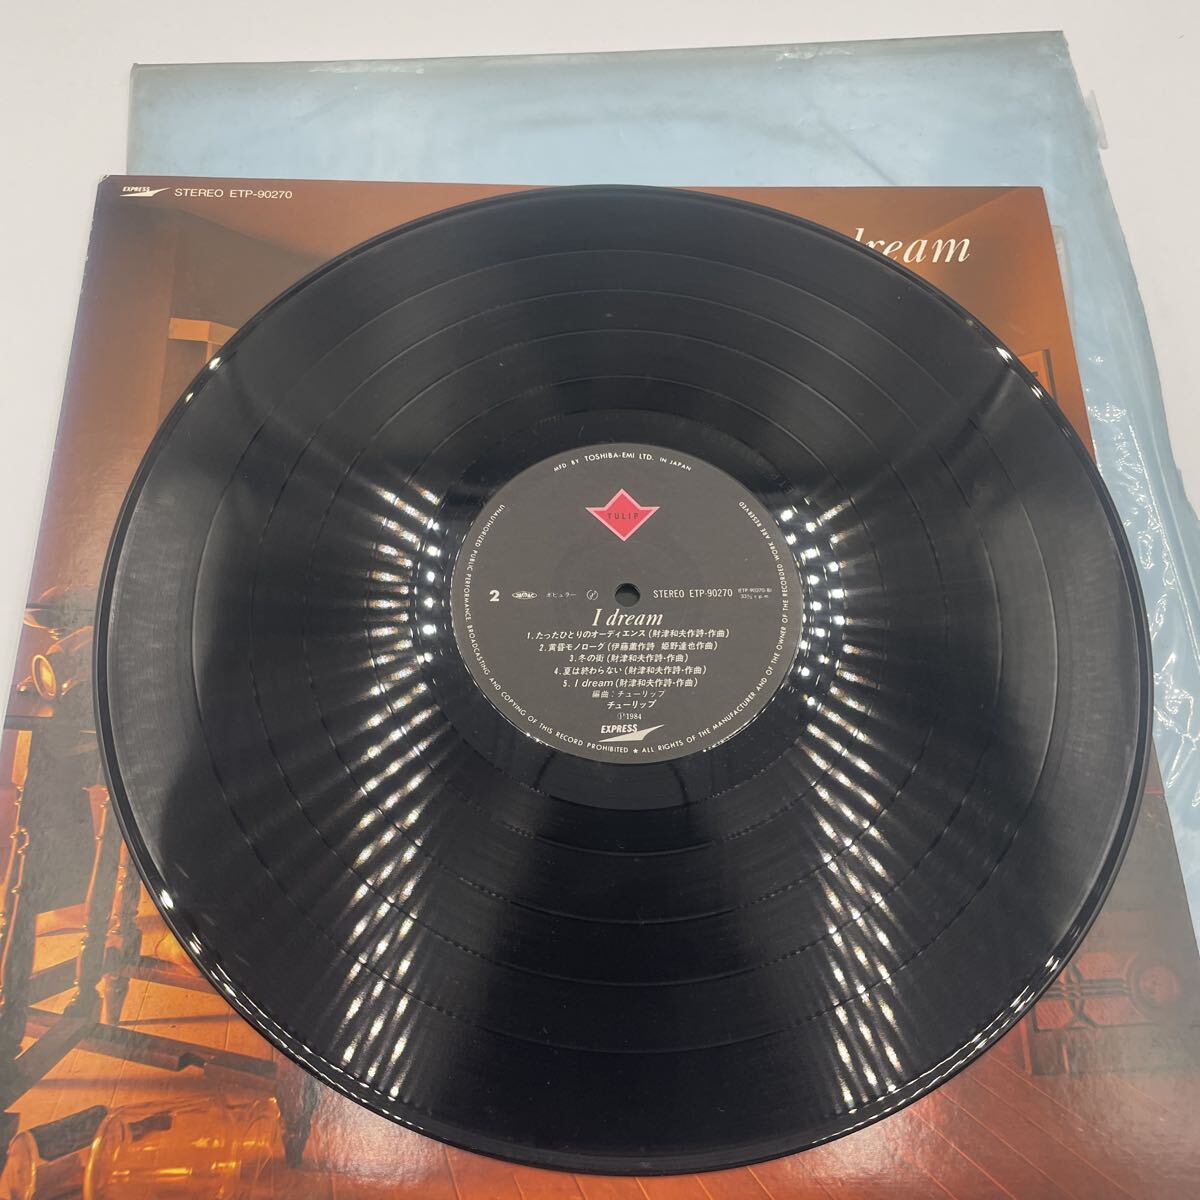 EXPRESS STEREO ETP-90270
dream
MFD BY TOSHIBA-EMI LTD. IN JAPAN
UNAUTHORIZED PUBLIC PERFORMANCE BROADCASTING AND COPYING OF THIS RECORD PROHIBITED ★ ALL RIGHTS OF THE MANUFACTURER AND OF THE OWNER OF THE RECORDED WORK ARE RESERVED
TULIP
2 ポピュラー STEREO ETP-90270 (ETP-90270 B)
33⅓ r.p.m.
I dream
1. たったひとりのオーディエンス (財津和夫作詩・作曲)
2. 黄昏モノローグ (伊藤薫作詩 姫野達也作曲)
3. 冬の街 (財津和夫作詩・作曲)
4. 夏は終わらない (財津和夫作詩・作曲)
5. I dream (財津和夫作詩・作曲)
編曲：チューリップ
チューリップ
Ⓟ1984
EXPRESS